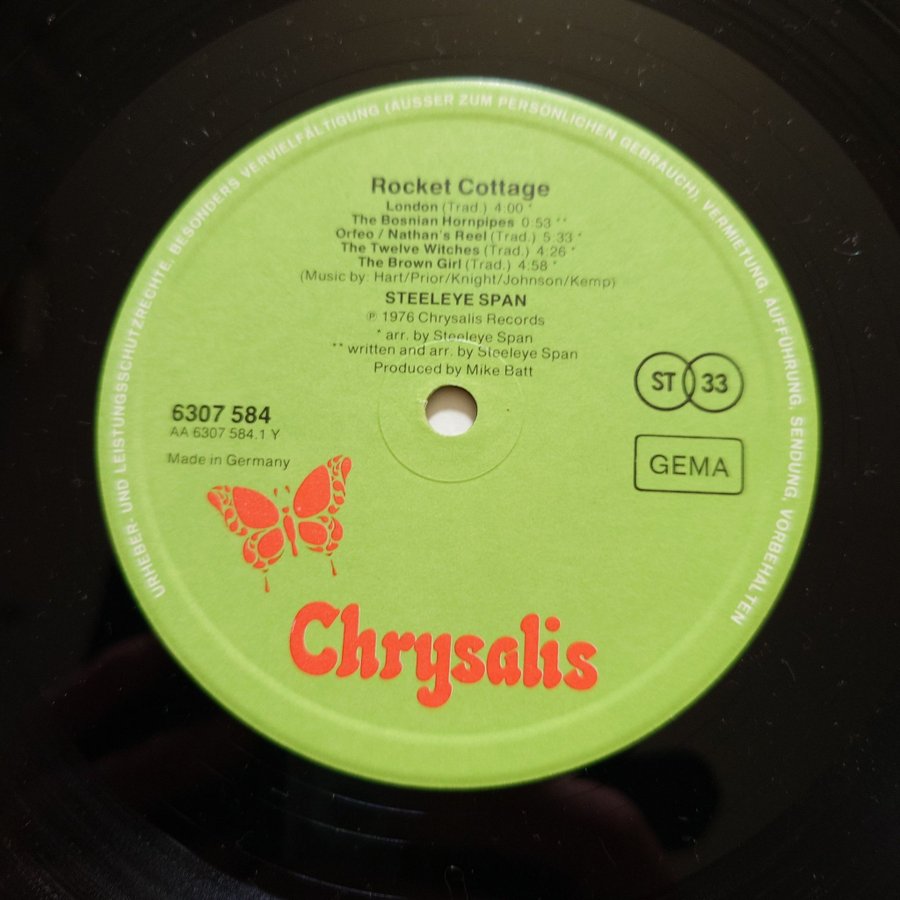 URHEBER- UND LEISTUNGSSCHUTZRECHTE, BESONDERS VERVIELFÄLTIGUNG (AUSSER ZUM PERSÖNLICHEN GEBRAUCH), VERMIETUNG, AUFFÜHRUNG, SENDUNG, VORBEHALTEN
Rocket Cottage
London (Trad.) 4:00 *
The Bosnian Hornpipes 0:53 **
Orfeo / Nathan's Reel (Trad.) 5:33 *
The Twelve Witches (Trad.) 4:26 *
The Brown Girl (Trad.) 4:58 *
(Music by: Hart/Prior/Knight/Johnson/Kemp)
STEELEYE SPAN
℗ 1976 Chrysalis Records
* arr. by Steeleye Span
** written and arr. by Steeleye Span
Produced by Mike Batt
ST 33
6307 584
AA 6307 584.1 Y
GEMA
Made in Germany
Chrysalis